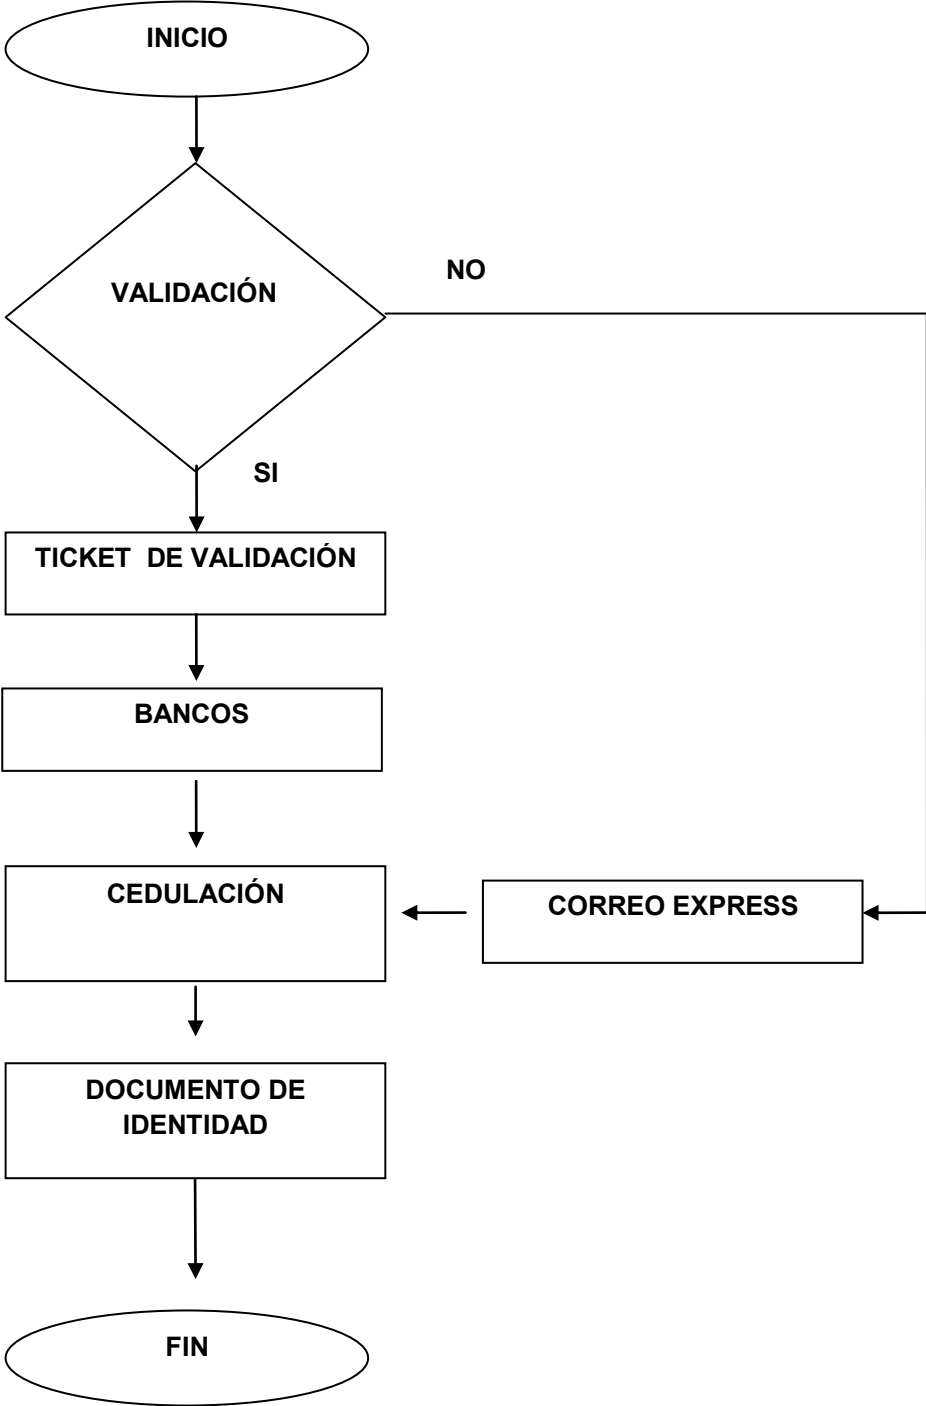 INICIO
VALIDACIÓN
NO
SI
TICKET  DE VALIDACIÓN
BANCOS
CEDULACIÓN
CORREO EXPRESS
DOCUMENTO DE
IDENTIDAD
FIN